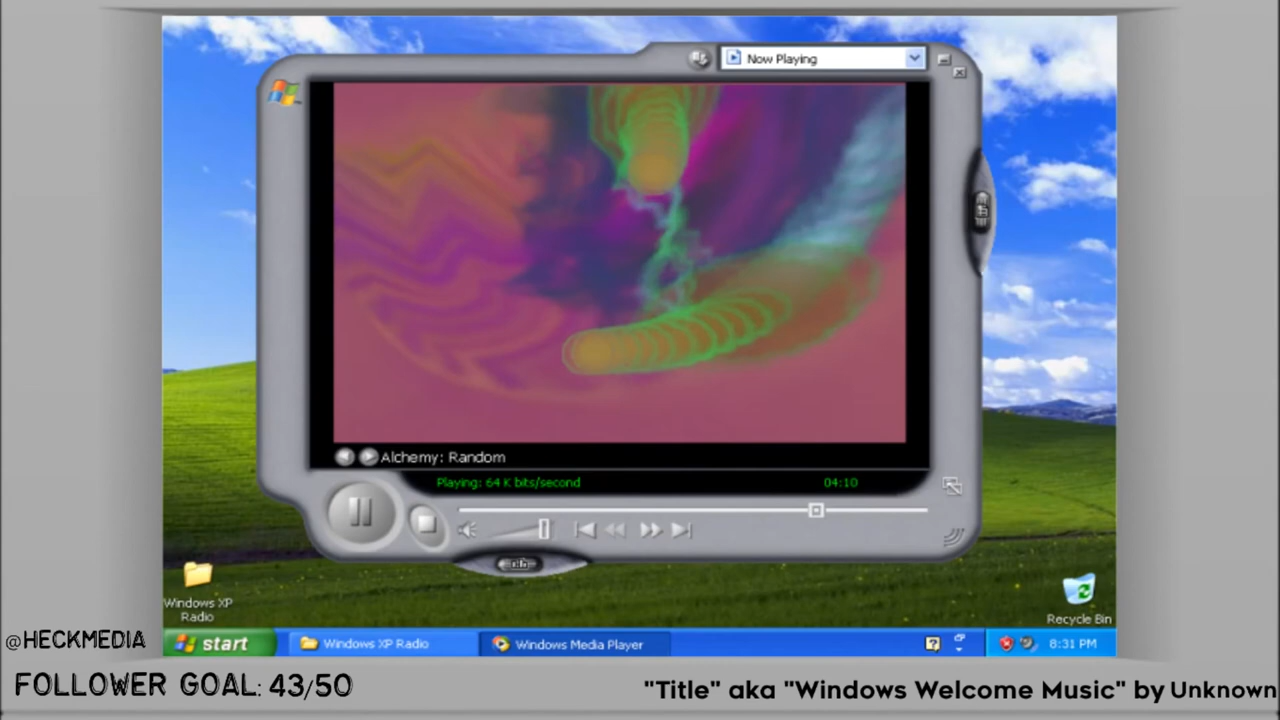 Now Playing
Alchemy: Random
Playing: 64 K bits/second 04:10
Windows XP
Radio
Recycle Bin
start Windows XP Radio Windows Media Player 8:31 PM
@HECKMEDIA
FOLLOWER GOAL: 43/50
"Title" aka "Windows Welcome Music" by Unknown